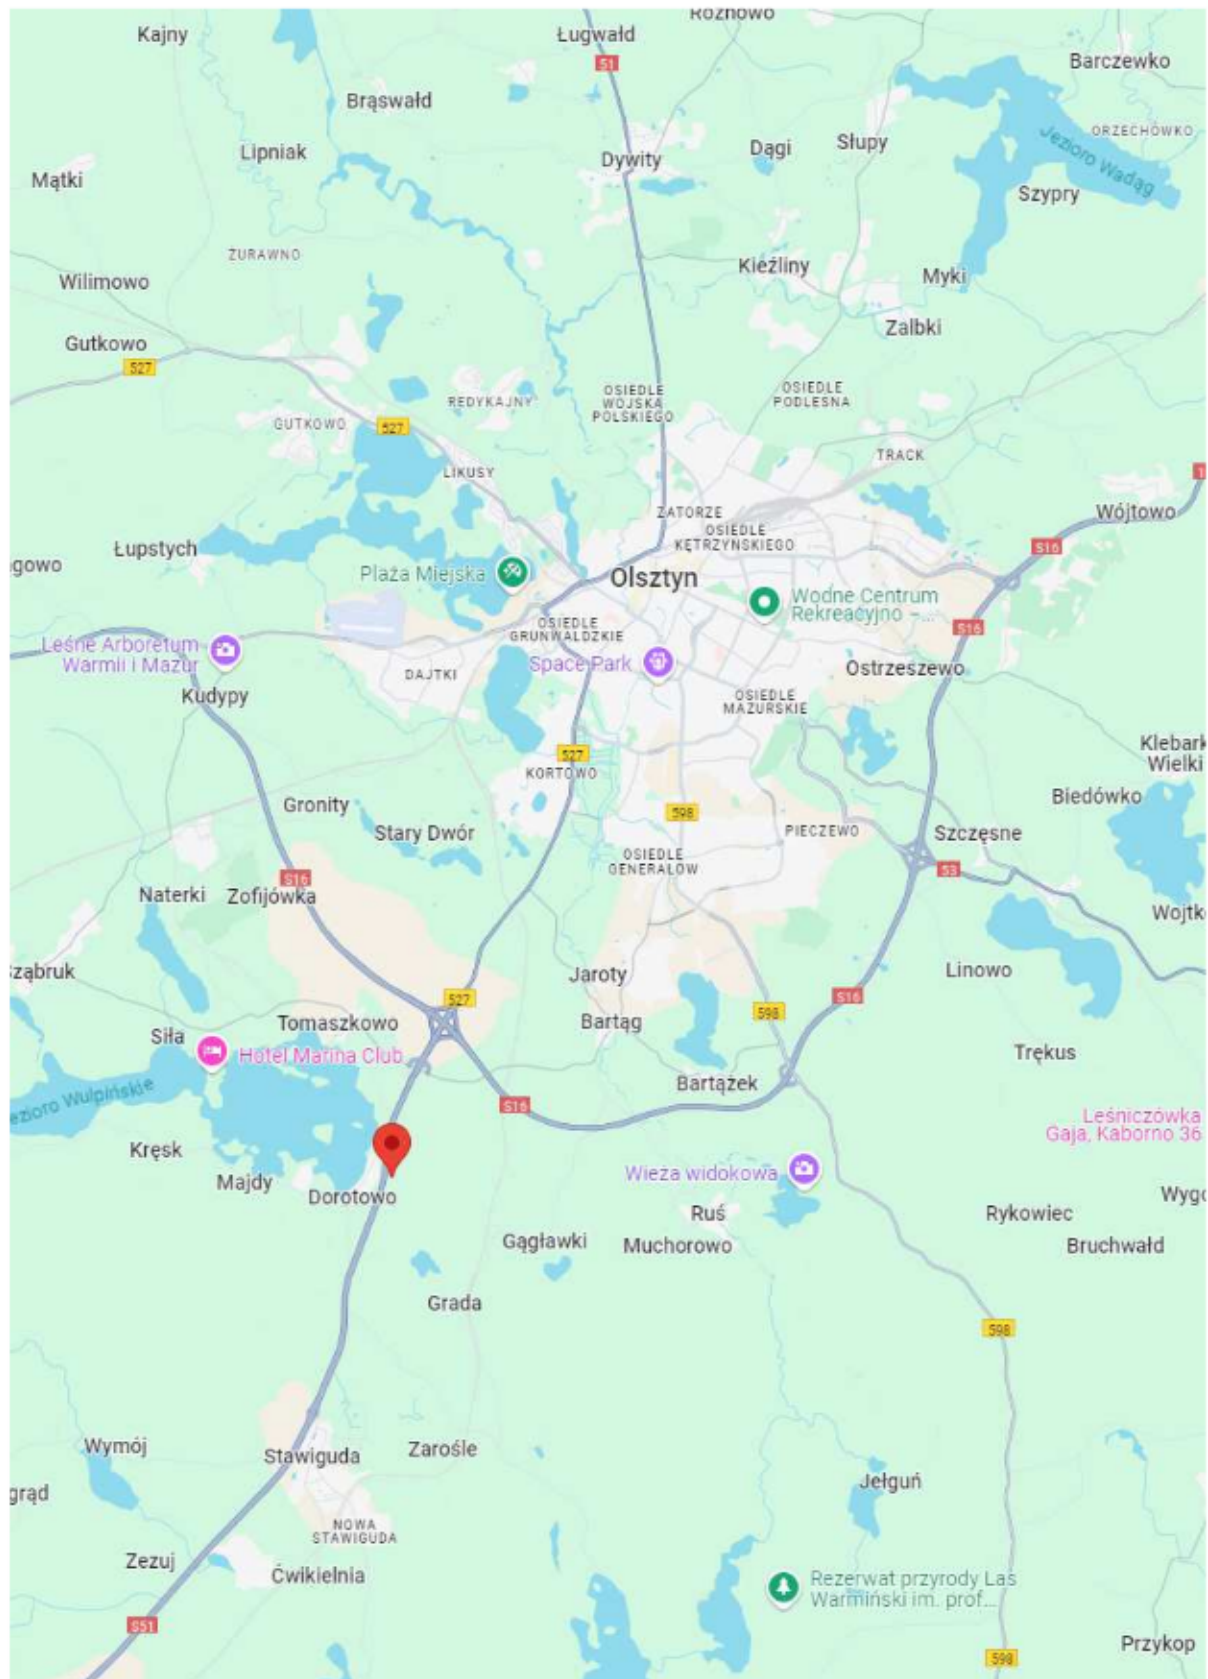 Rożnowo
Kajny
Ługwałd
51
Barczewko
Brąswałd
ORZECHÓWKO
Jezioro Wadąg
Dągi
Słupy
Lipniak
Dywity
Mątki
Szypry
ŻURAWNO
Kieźliny
Myki
Wilimowo
Zalbki
Gutkowo
527
OSIEDLE
WOJSKA
POLSKIEGO
OSIEDLE
PODLEŚNA
REDYKAJNY
GUTKOWO
527
TRACK
LIKUSY
Wójtowo
ZATORZE
OSIEDLE
KĘTRZYŃSKIEGO
S16
Łupstych
gowo
Plaża Miejska
Olsztyn
Wodne Centrum
Rekreacyjno –...
OSIEDLE
GRUNWALDZKIE
S16
Leśne Arboretum
Warmii i Mazur
Space Park
Ostrzeszewo
DAJTKI
Kudypy
OSIEDLE
MAZURSKIE
Klebark
Wielki
527
KORTOWO
Biedówko
Gronity
598
Stary Dwór
PIECZEWO
Szczęsne
OSIEDLE
GENERAŁÓW
S16
53
Naterki
Zofijówka
Wojtk
Jaroty
Linowo
527
S16
598
Tomaszkowo
Bartąg
Siła
Hotel Marina Club
Trękus
Bartążek
Jezioro Wulpińskie
S16
Leśniczówka
Gaja, Kaborno 36
Kręsk
Wieża widokowa
Majdy
Dorotowo
Wygo
Ruś
Rykowiec
Gągławki
Muchorowo
Bruchwałd
Grada
598
Wymój
Stawiguda
Zarośle
Jełguń
grąd
NOWA
STAWIGUDA
Zezuj
Ćwikielnia
Rezerwat przyrody Las
Warmiński im. prof...
S51
Przykop
598